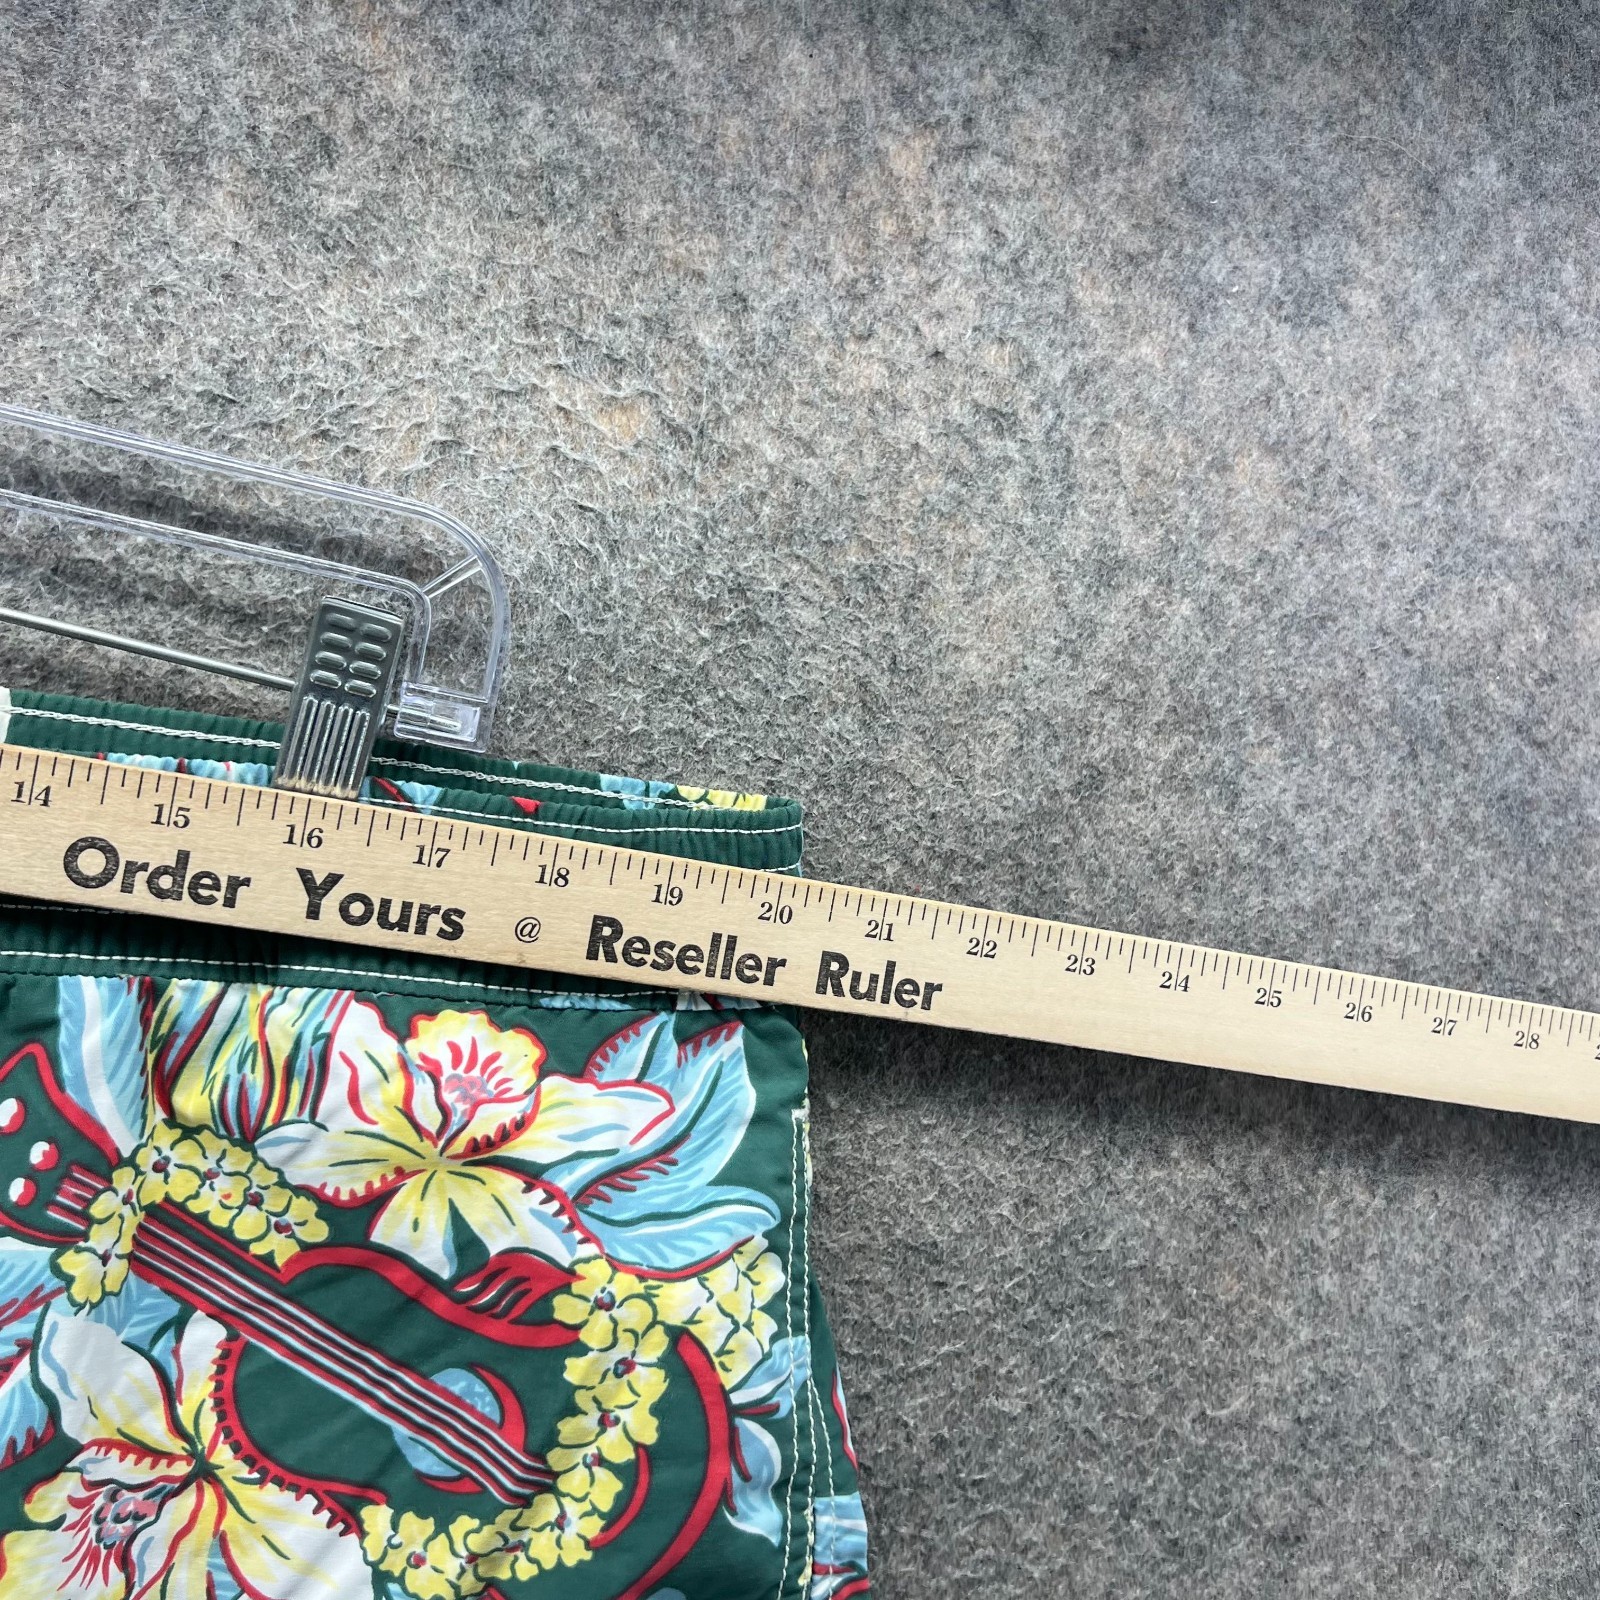 14 15 16 17 18 19 20 21 22 23 24 25 26 27 28
Order Yours @ Reseller Ruler